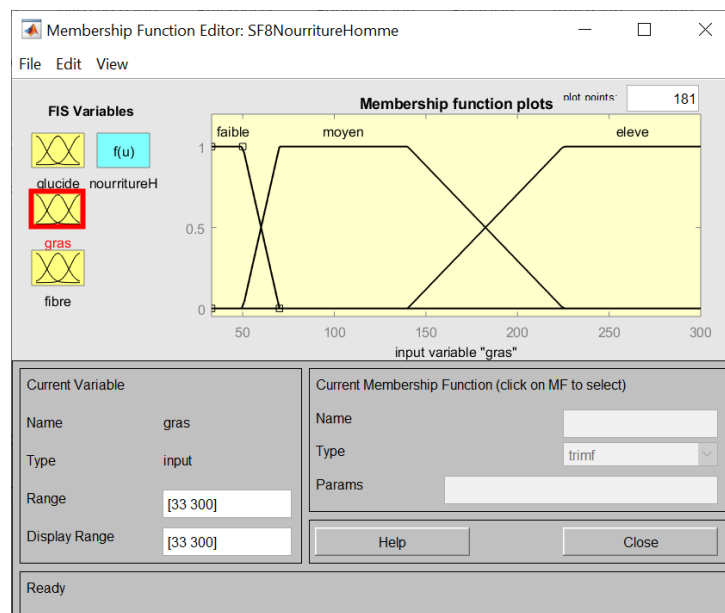 Membership Function Editor: SF8NourritureHomme
File Edit View
FIS Variables
Membership function plots
plot points:
181
f(u)
glucide
nourritureH
gras
fibre
faible
moyen
eleve
1
0.5
0
50 100 150 200 250 300
input variable "gras"
Current Variable
Name gras
Type input
Range [33 300]
Display Range [33 300]
Current Membership Function (click on MF to select)
Name
Type trimf
Params
Help
Close
Ready